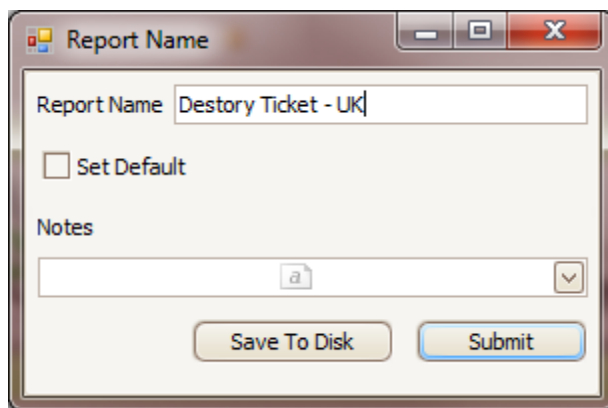 Report Name
Report Name Destory Ticket - UK
Set Default
Notes
a
Save To Disk Submit